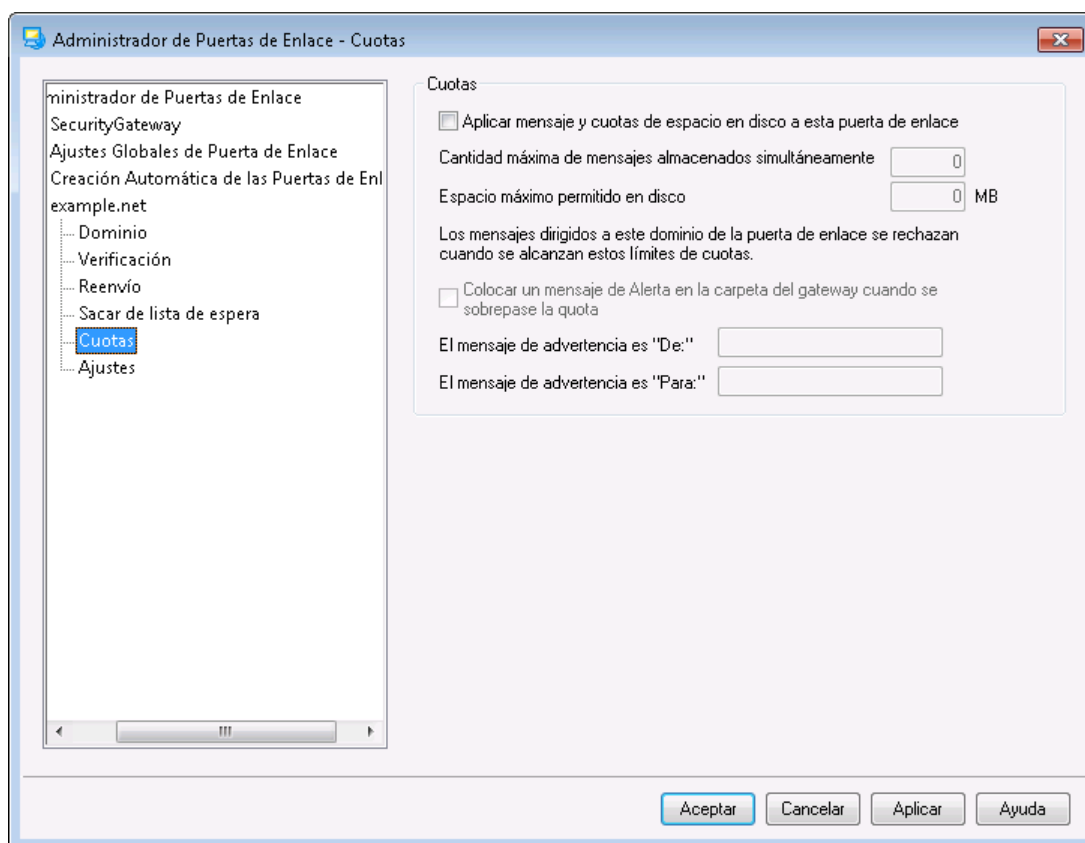 Administrador de Puertas de Enlace - Cuotas
ministrador de Puertas de Enlace
SecurityGateway
Ajustes Globales de Puerta de Enlace
Creación Automática de las Puertas de Enl
example.net
Dominio
Verificación
Reenvío
Sacar de lista de espera
Cuotas
Ajustes
Cuotas
Aplicar mensaje y cuotas de espacio en disco a esta puerta de enlace
Cantidad máxima de mensajes almacenados simultáneamente 0
Espacio máximo permitido en disco 0 MB
Los mensajes dirigidos a este dominio de la puerta de enlace se rechazan
cuando se alcanzan estos límites de cuotas.
Colocar un mensaje de Alerta en la carpeta del gateway cuando se
sobrepase la quota
El mensaje de advertencia es "De:"
El mensaje de advertencia es "Para:"
Aceptar Cancelar Aplicar Ayuda